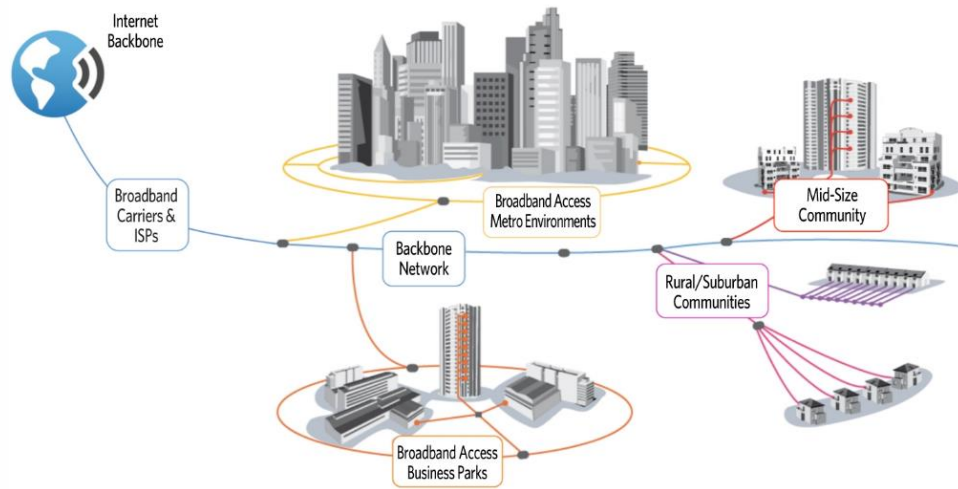 Internet
Backbone
Broadband
Carriers &
ISPs
Broadband Access
Metro Environments
Mid-Size
Community
Backbone
Network
Rural/Suburban
Communities
Broadband Access
Business Parks